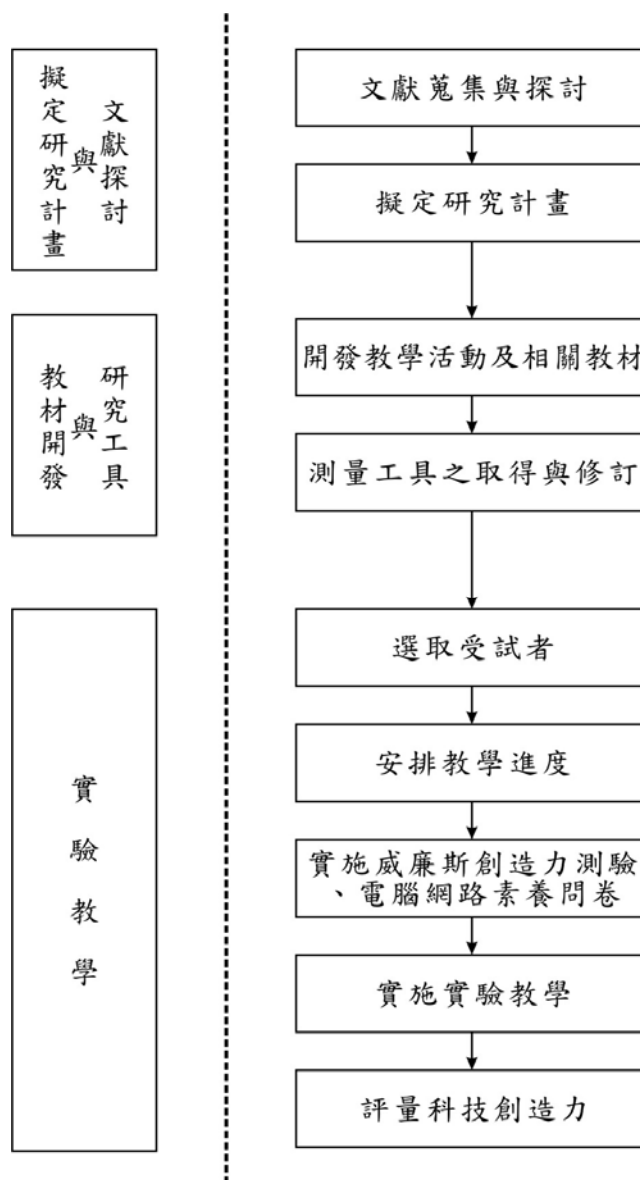 文獻探討
與
擬定研究計畫
文獻蒐集與探討
擬定研究計畫
研究工具
與
教材開發
開發教學活動及相關教材
測量工具之取得與修訂
實驗教學
選取受試者
安排教學進度
實施威廉斯創造力測驗
、電腦網路素養問卷
實施實驗教學
評量科技創造力